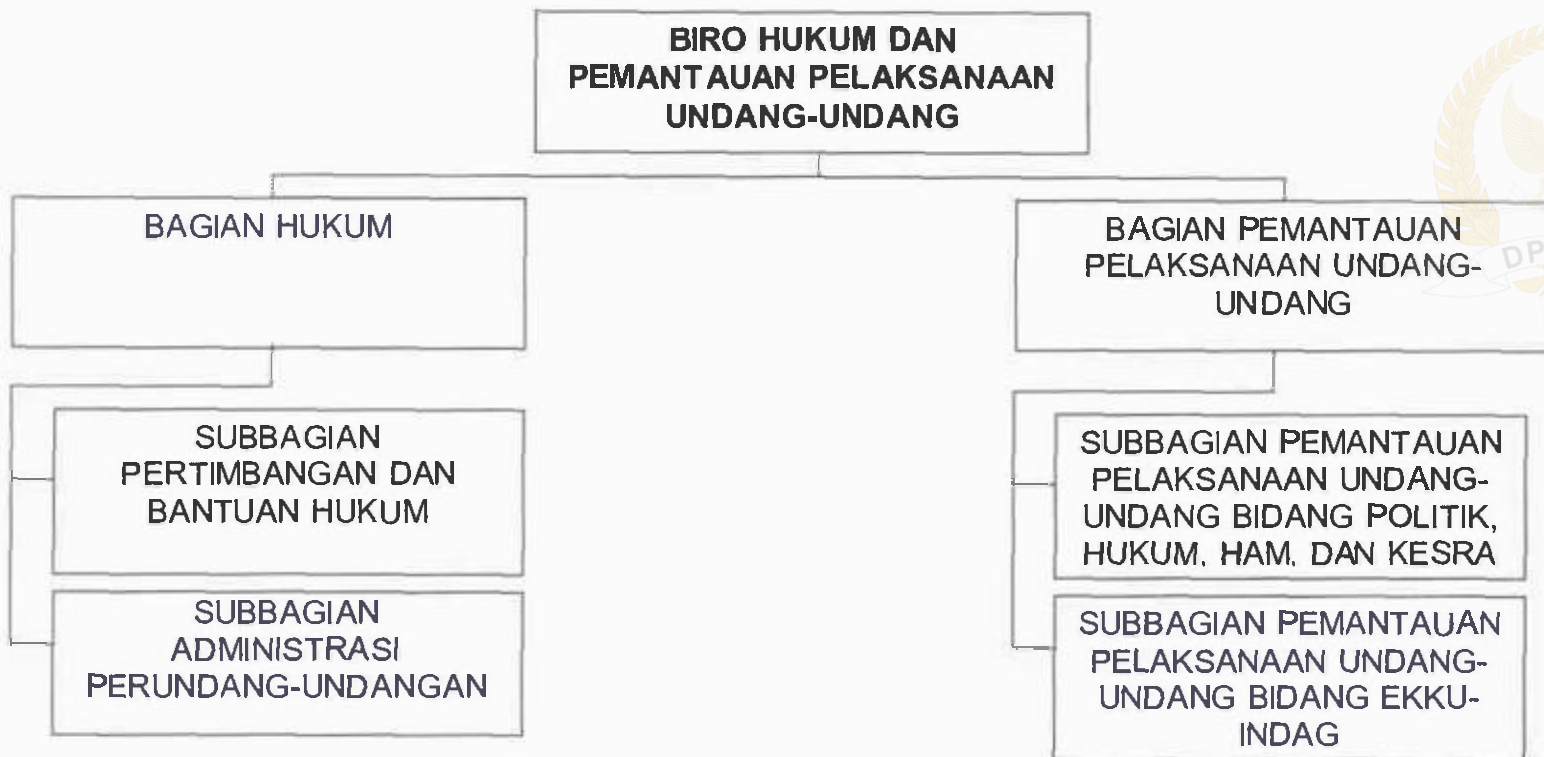 BIRO HUKUM DAN
PEMANTAUAN PELAKSANAAN
UNDANG-UNDANG
BAGIAN HUKUM
SUBBAGIAN
PERTIMBANGAN DAN
BANTUAN HUKUM
SUBBAGIAN
ADMINISTRASI
PERUNDANG-UNDANGAN
BAGIAN PEMANTAUAN
PELAKSANAAN UNDANG-
UNDANG
SUBBAGIAN PEMANTAUAN
PELAKSANAAN UNDANG-
UNDANG BIDANG POLITIK,
HUKUM, HAM, DAN KESRA
SUBBAGIAN PEMANTAUAN
PELAKSANAAN UNDANG-
UNDANG BIDANG EKKU-
INDAG
DP